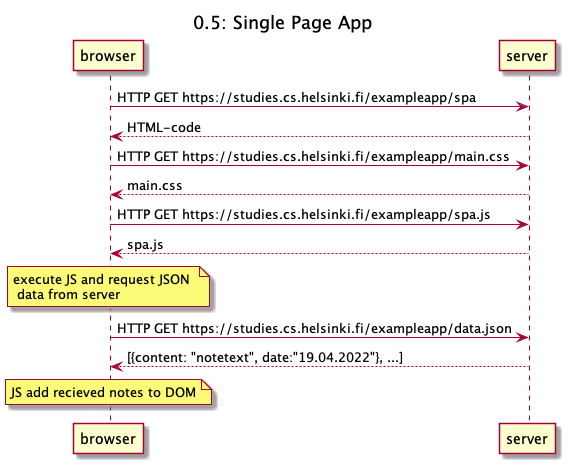 0.5: Single Page App
browser server
HTTP GET https://studies.cs.helsinki.fi/exampleapp/spa
HTML-code
HTTP GET https://studies.cs.helsinki.fi/exampleapp/main.css
main.css
HTTP GET https://studies.cs.helsinki.fi/exampleapp/spa.js
spa.js
execute JS and request JSON
data from server
HTTP GET https://studies.cs.helsinki.fi/exampleapp/data.json
[{content: "notetext", date:"19.04.2022"}, ...]
JS add recieved notes to DOM
browser server